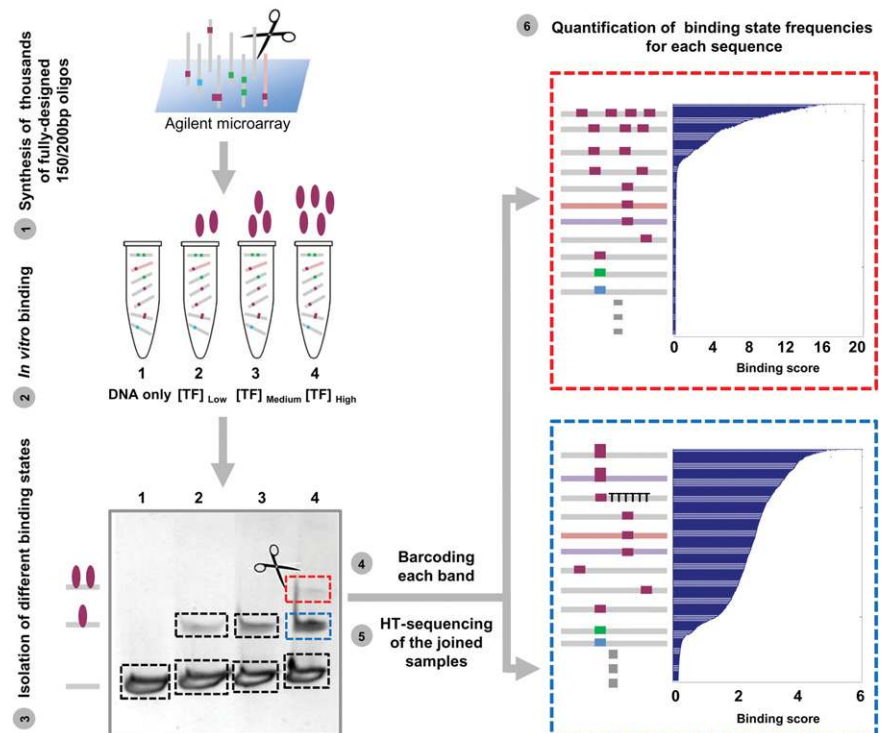 1 Synthesis of thousands
of fully-designed
150/200bp oligos
Agilent microarray
2 In vitro binding
1 2 3 4
DNA only [TF] Low [TF] Medium [TF] High
3 Isolation of different binding states
1 2 3 4
4 Barcoding
each band
5 HT-sequencing
of the joined
samples
6 Quantification of binding state frequencies
for each sequence
0 4 8 12 16 20
Binding score
TTTTTT
0 2 4 6
Binding score